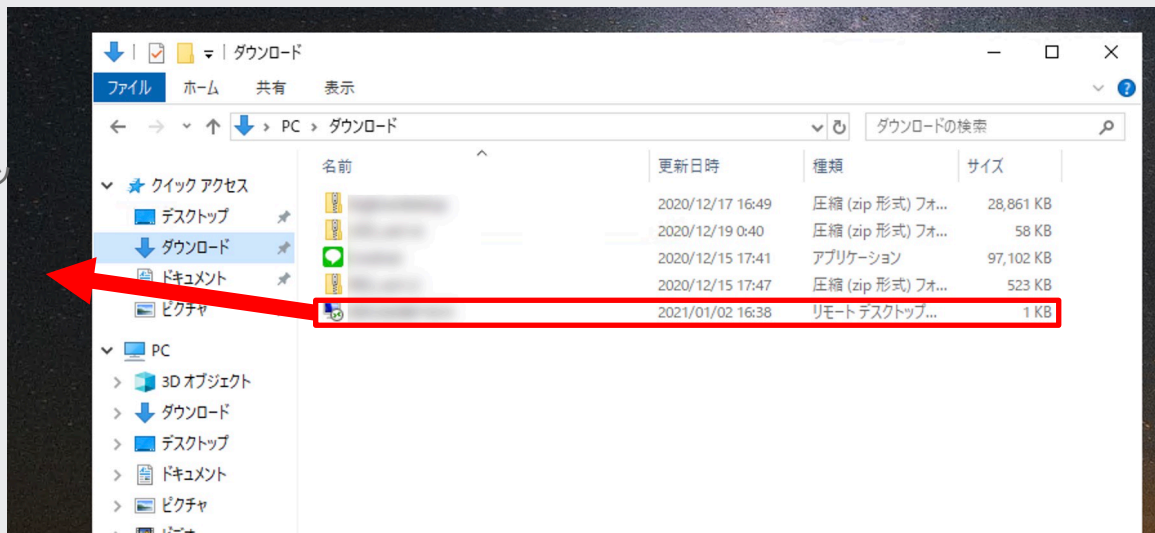 ダウンロード
ファイル ホーム 共有 表示
PC › ダウンロード ダウンロードの検索
名前 更新日時 種類 サイズ
クイック アクセス
デスクトップ
ダウンロード
ドキュメント
ピクチャ
2020/12/17 16:49 圧縮 (zip 形式) フォ... 28,861 KB
2020/12/19 0:40 圧縮 (zip 形式) フォ... 58 KB
2020/12/15 17:41 アプリケーション 97,102 KB
2020/12/15 17:47 圧縮 (zip 形式) フォ... 523 KB
2021/01/02 16:38 リモート デスクトップ... 1 KB
PC
3D オブジェクト
ダウンロード
デスクトップ
ドキュメント
ピクチャ